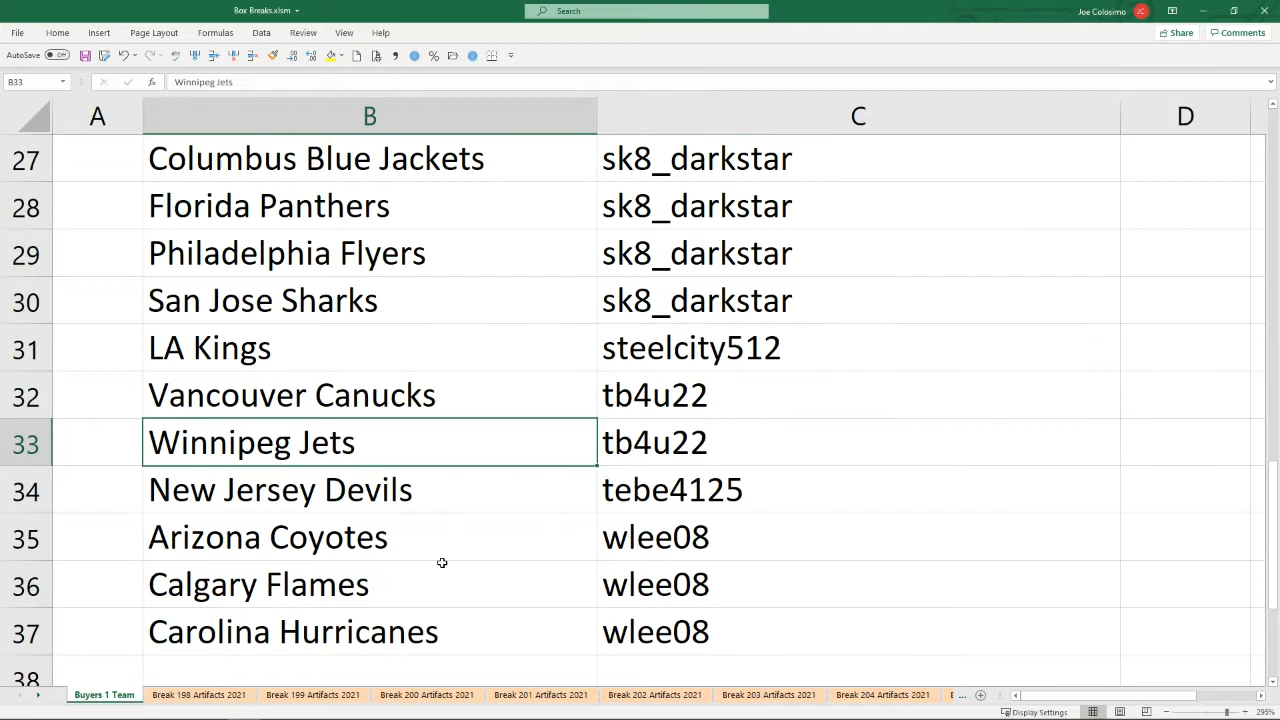 Box Breaks.xlsm
Search
Joe Colosimo
JC
File Home Insert Page Layout Formulas Data Review View Help
Share
Comments
AutoSave Off
B33
fx
Winnipeg Jets
A B C D
27 Columbus Blue Jackets sk8_darkstar
28 Florida Panthers sk8_darkstar
29 Philadelphia Flyers sk8_darkstar
30 San Jose Sharks sk8_darkstar
31 LA Kings steelcity512
32 Vancouver Canucks tb4u22
33 Winnipeg Jets tb4u22
34 New Jersey Devils tebe4125
35 Arizona Coyotes wlee08
36 Calgary Flames wlee08
37 Carolina Hurricanes wlee08
38
Buyers 1 Team Break 198 Artifacts 2021 Break 199 Artifacts 2021 Break 200 Artifacts 2021 Break 201 Artifacts 2021 Break 202 Artifacts 2021 Break 203 Artifacts 2021 Break 204 Artifacts 2021 ...
Display Settings
295%